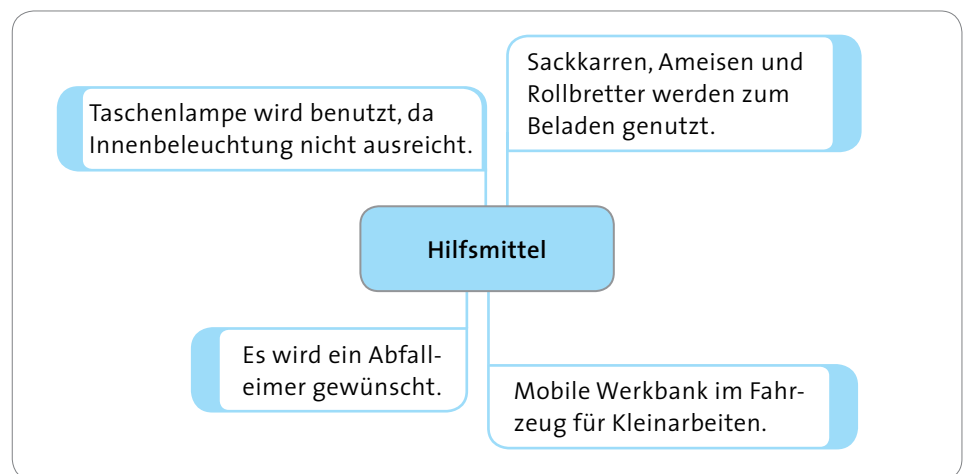 Taschenlampe wird benutzt, da
Innenbeleuchtung nicht ausreicht.
Sackkarren, Ameisen und
Rollbretter werden zum
Beladen genutzt.
Hilfsmittel
Es wird ein Abfall-
eimer gewünscht.
Mobile Werkbank im Fahr-
zeug für Kleinarbeiten.